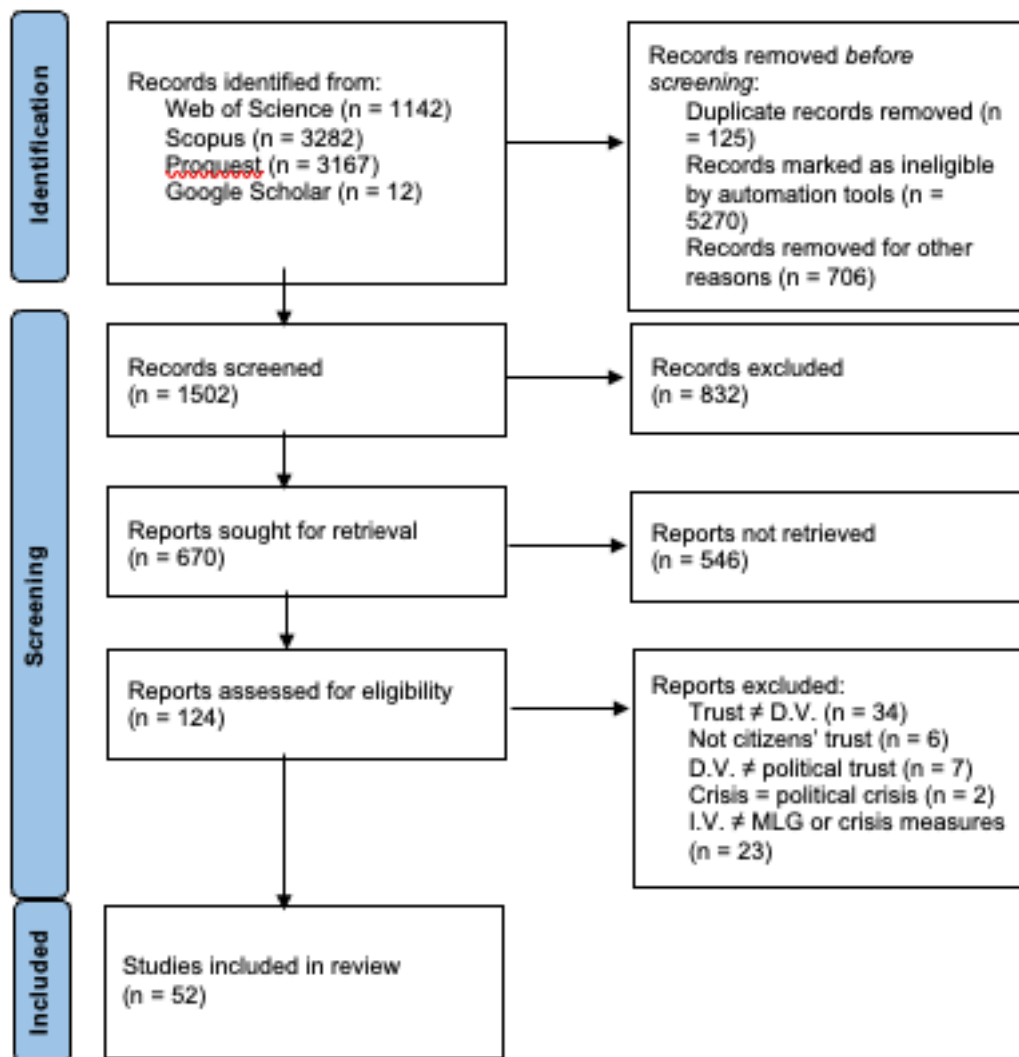 Identification
Records identified from:
Web of Science (n = 1142)
Scopus (n = 3282)
Proquest (n = 3167)
Google Scholar (n = 12)
Records removed before
screening:
Duplicate records removed (n
= 125)
Records marked as ineligible
by automation tools (n =
5270)
Records removed for other
reasons (n = 706)
Screening
Records screened
(n = 1502)
Records excluded
(n = 832)
Reports sought for retrieval
(n = 670)
Reports not retrieved
(n = 546)
Reports assessed for eligibility
(n = 124)
Reports excluded:
Trust ≠ D.V. (n = 34)
Not citizens' trust (n = 6)
D.V. ≠ political trust (n = 7)
Crisis = political crisis (n = 2)
I.V. ≠ MLG or crisis measures
(n = 23)
Included
Studies included in review
(n = 52)